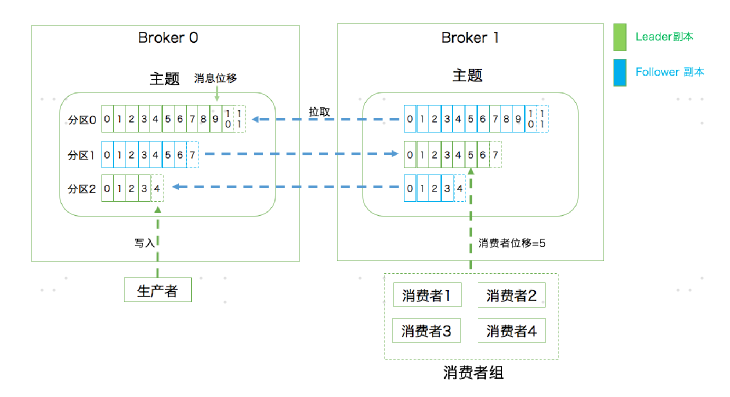 Broker 0
Broker 1
Leader副本
Follower 副本
主题
消息位移
主题
分区0
0 1 2 3 4 5 6 7 8 9 10 11
拉取
0 1 2 3 4 5 6 7 8 9 10 11
分区1
0 1 2 3 4 5 6 7
0 1 2 3 4 5 6 7
分区2
0 1 2 3 4
0 1 2 3 4
写入
消费者位移=5
生产者
消费者1
消费者2
消费者3
消费者4
消费者组